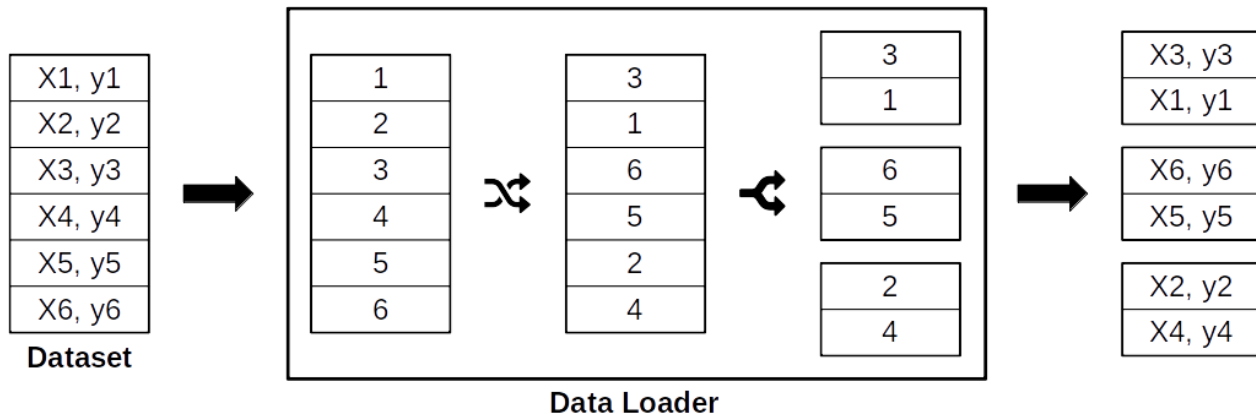 X1, y1
X2, y2
X3, y3
X4, y4
X5, y5
X6, y6
Dataset
1
2
3
4
5
6
3
1
6
5
2
4
3
1
6
5
2
4
Data Loader
X3, y3
X1, y1
X6, y6
X5, y5
X2, y2
X4, y4